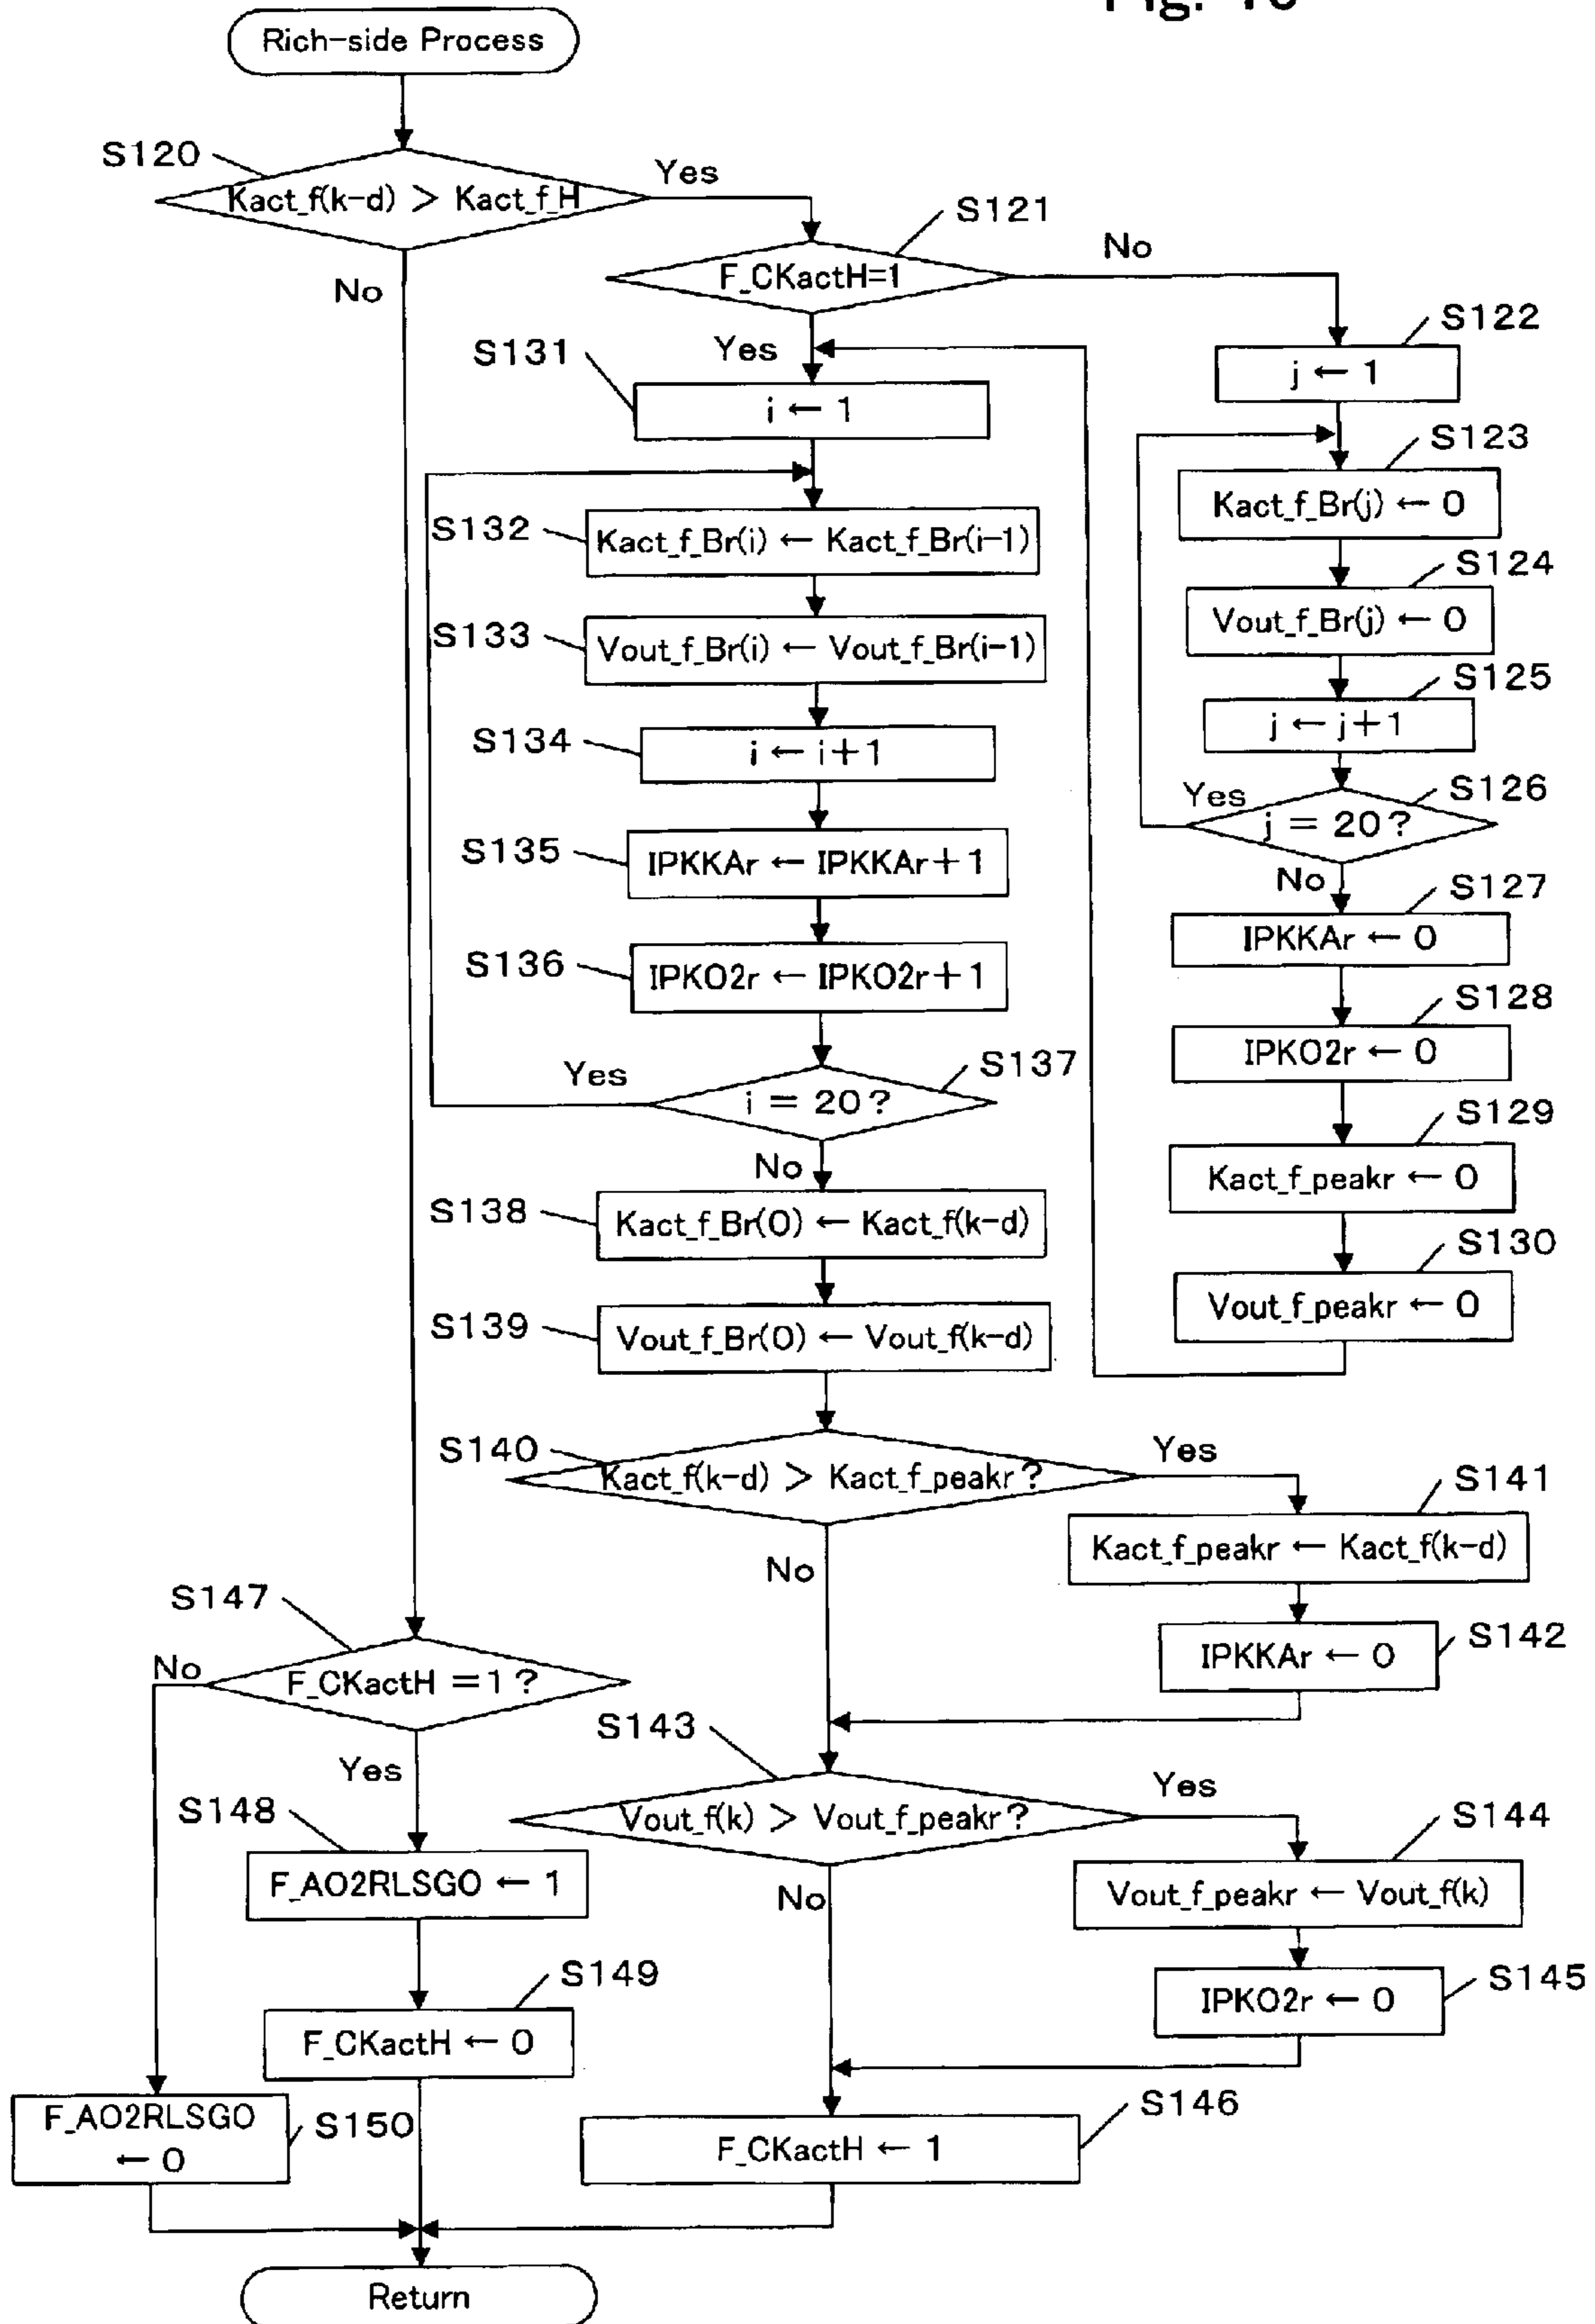 Rich-side Process
S120
Kact_f(k-d) > Kact_f_H
Yes
No
S121
F_CKactH=1
No
Yes
S122
j ← 1
S123
Kact_f_Br(j) ← 0
S124
Vout_f_Br(j) ← 0
S125
j ← j+1
S126
Yes
j = 20?
No
S127
IPKKAr ← 0
S128
IPKO2r ← 0
S129
Kact_f_peakr ← 0
S130
Vout_f_peakr ← 0
S131
i ← 1
S132
Kact_f_Br(i) ← Kact_f_Br(i-1)
S133
Vout_f_Br(i) ← Vout_f_Br(i-1)
S134
i ← i+1
S135
IPKKAr ← IPKKAr+1
S136
IPKO2r ← IPKO2r+1
Yes
S137
i = 20?
No
S138
Kact_f_Br(0) ← Kact_f(k-d)
S139
Vout_f_Br(0) ← Vout_f(k-d)
S140
Kact_f(k-d) > Kact_f_peakr?
Yes
No
S141
Kact_f_peakr ← Kact_f(k-d)
S142
IPKKAr ← 0
S143
Vout_f(k) > Vout_f_peakr?
Yes
No
S144
Vout_f_peakr ← Vout_f(k)
S145
IPKO2r ← 0
S146
F_CKactH ← 1
S147
No
F_CKactH =1?
Yes
S148
F_AO2RLSGO ← 1
S149
F_CKactH ← 0
F_AO2RLSGO
← 0
S150
Return